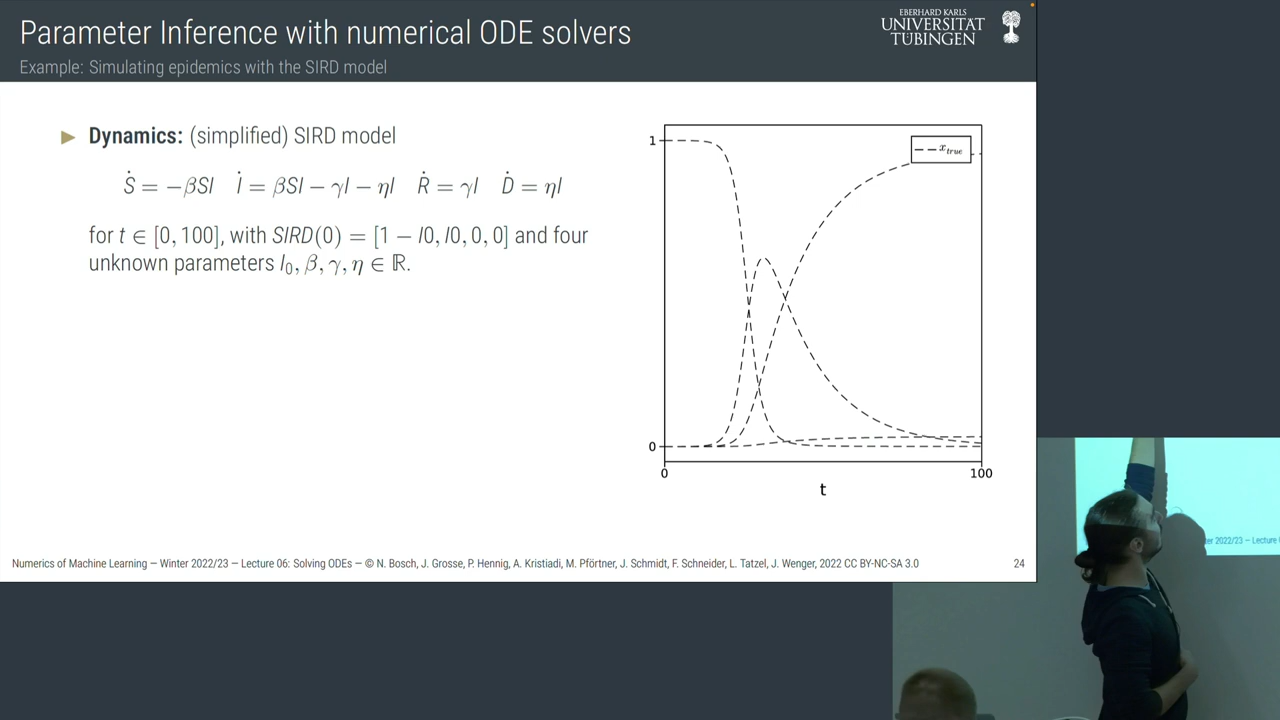 Parameter Inference with numerical ODE solvers
Example: Simulating epidemics with the SIRD model
EBERHARD KARLS
UNIVERSITÄT
TÜBINGEN
► Dynamics: (simplified) SIRD model
Ṡ = −βSI İ = βSI − γI − ηI Ṙ = γI Ḋ = ηI
for t ∈ [0, 100], with SIRD(0) = [1 − I0, I0, 0, 0] and four
unknown parameters I₀, β, γ, η ∈ ℝ.
x_true
1
0
0
100
t
Numerics of Machine Learning — Winter 2022/23 — Lecture 06: Solving ODEs — © N. Bosch, J. Grosse, P. Hennig, A. Kristiadi, M. Pförtner, J. Schmidt, F. Schneider, L. Tatzel, J. Wenger, 2022 CC BY-NC-SA 3.0
24
2022/23 — Lecture